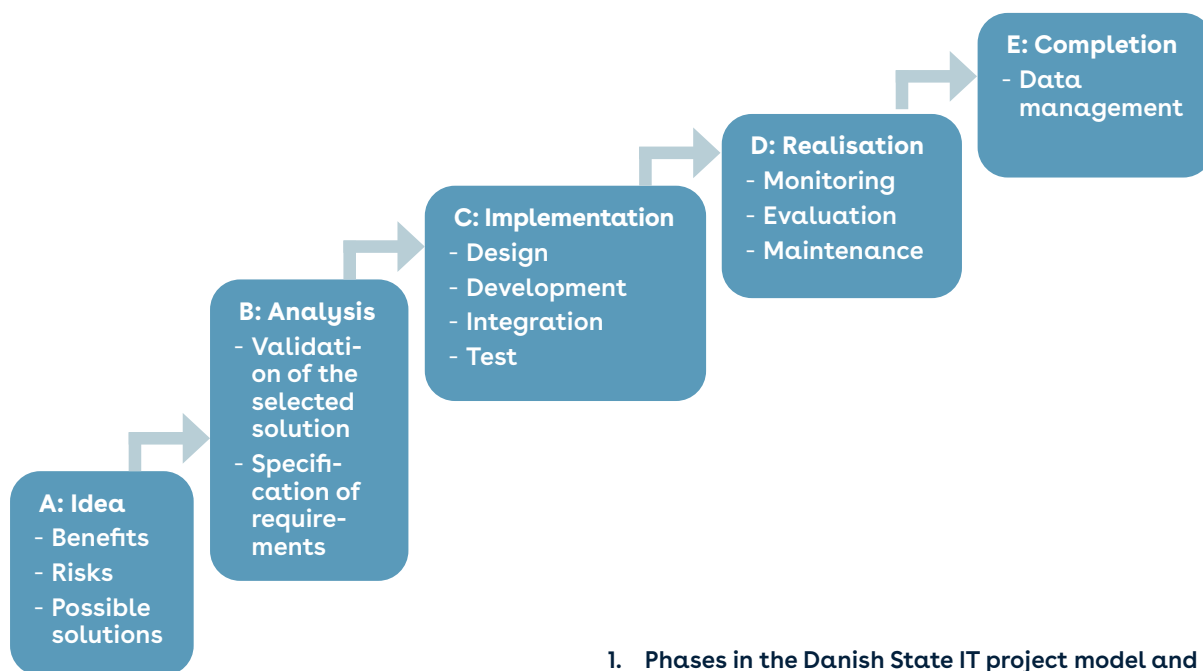 A: Idea
- Benefits
- Risks
- Possible
solutions
B: Analysis
- Validati-
on of the
selected
solution
- Specifi-
cation of
require-
ments
C: Implementation
- Design
- Development
- Integration
- Test
D: Realisation
- Monitoring
- Evaluation
- Maintenance
E: Completion
- Data
management
1. Phases in the Danish State IT project model and